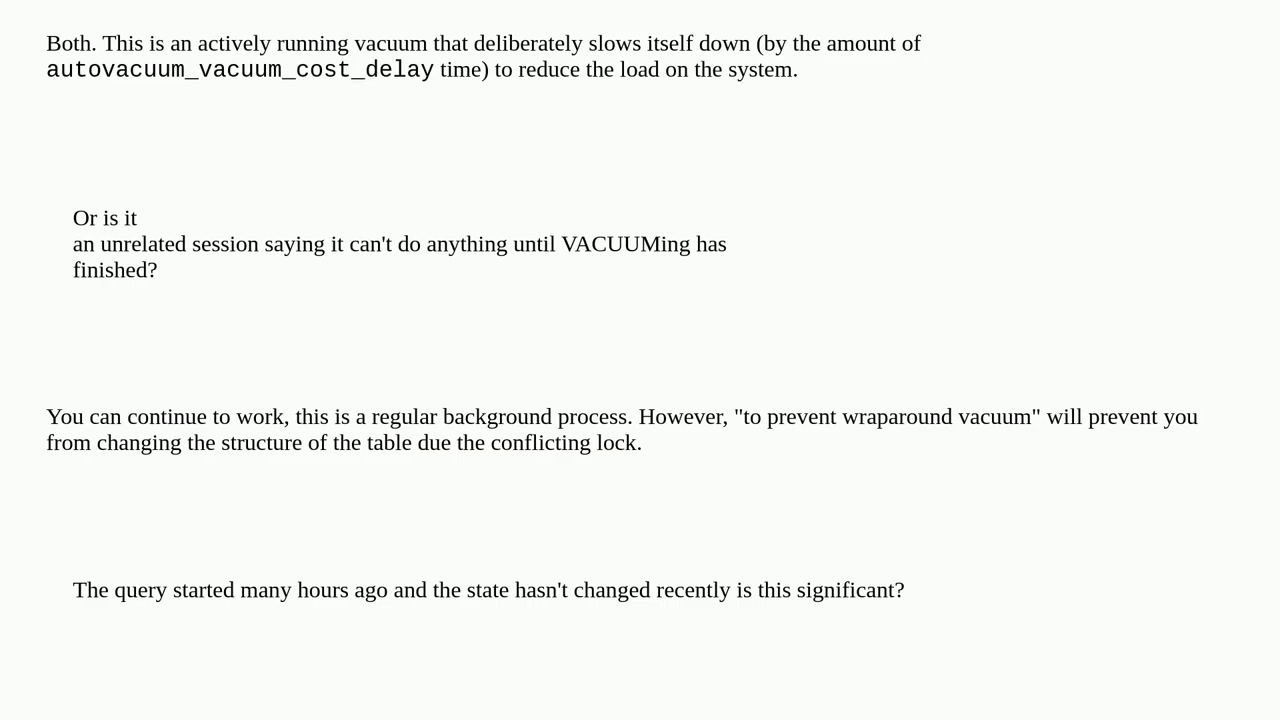 Both. This is an actively running vacuum that deliberately slows itself down (by the amount of
autovacuum_vacuum_cost_delay time) to reduce the load on the system.
Or is it
an unrelated session saying it can't do anything until VACUUMing has
finished?
You can continue to work, this is a regular background process. However, "to prevent wraparound vacuum" will prevent you
from changing the structure of the table due the conflicting lock.
The query started many hours ago and the state hasn't changed recently is this significant?